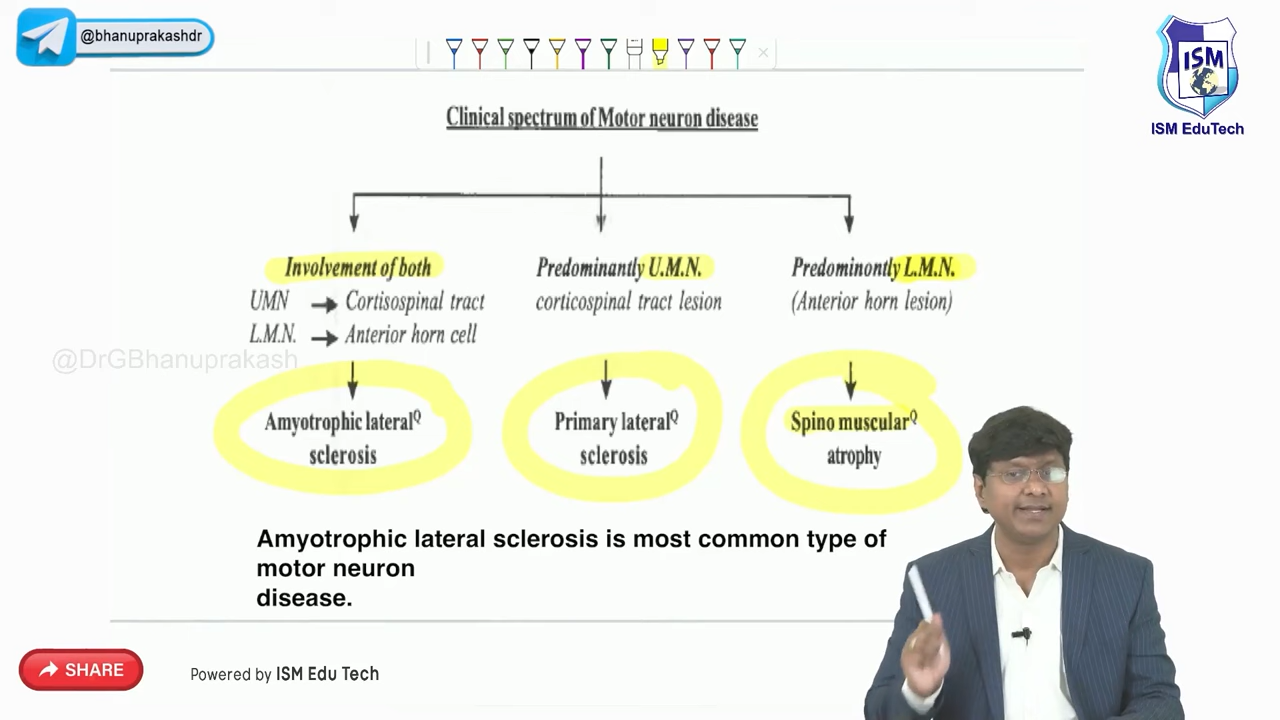 @bhanuprakashdr
ISM
ISM EduTech
Clinical spectrum of Motor neuron disease
Involvement of both
UMN → Cortisospinal tract
L.M.N. → Anterior horn cell
Predominantly U.M.N.
corticospinal tract lesion
Predominontly L.M.N.
(Anterior horn lesion)
@DrGBhanuprakash
Amyotrophic lateralQ
sclerosis
Primary lateralQ
sclerosis
Spino muscularQ
atrophy
Amyotrophic lateral sclerosis is most common type of
motor neuron
disease.
SHARE
Powered by ISM Edu Tech